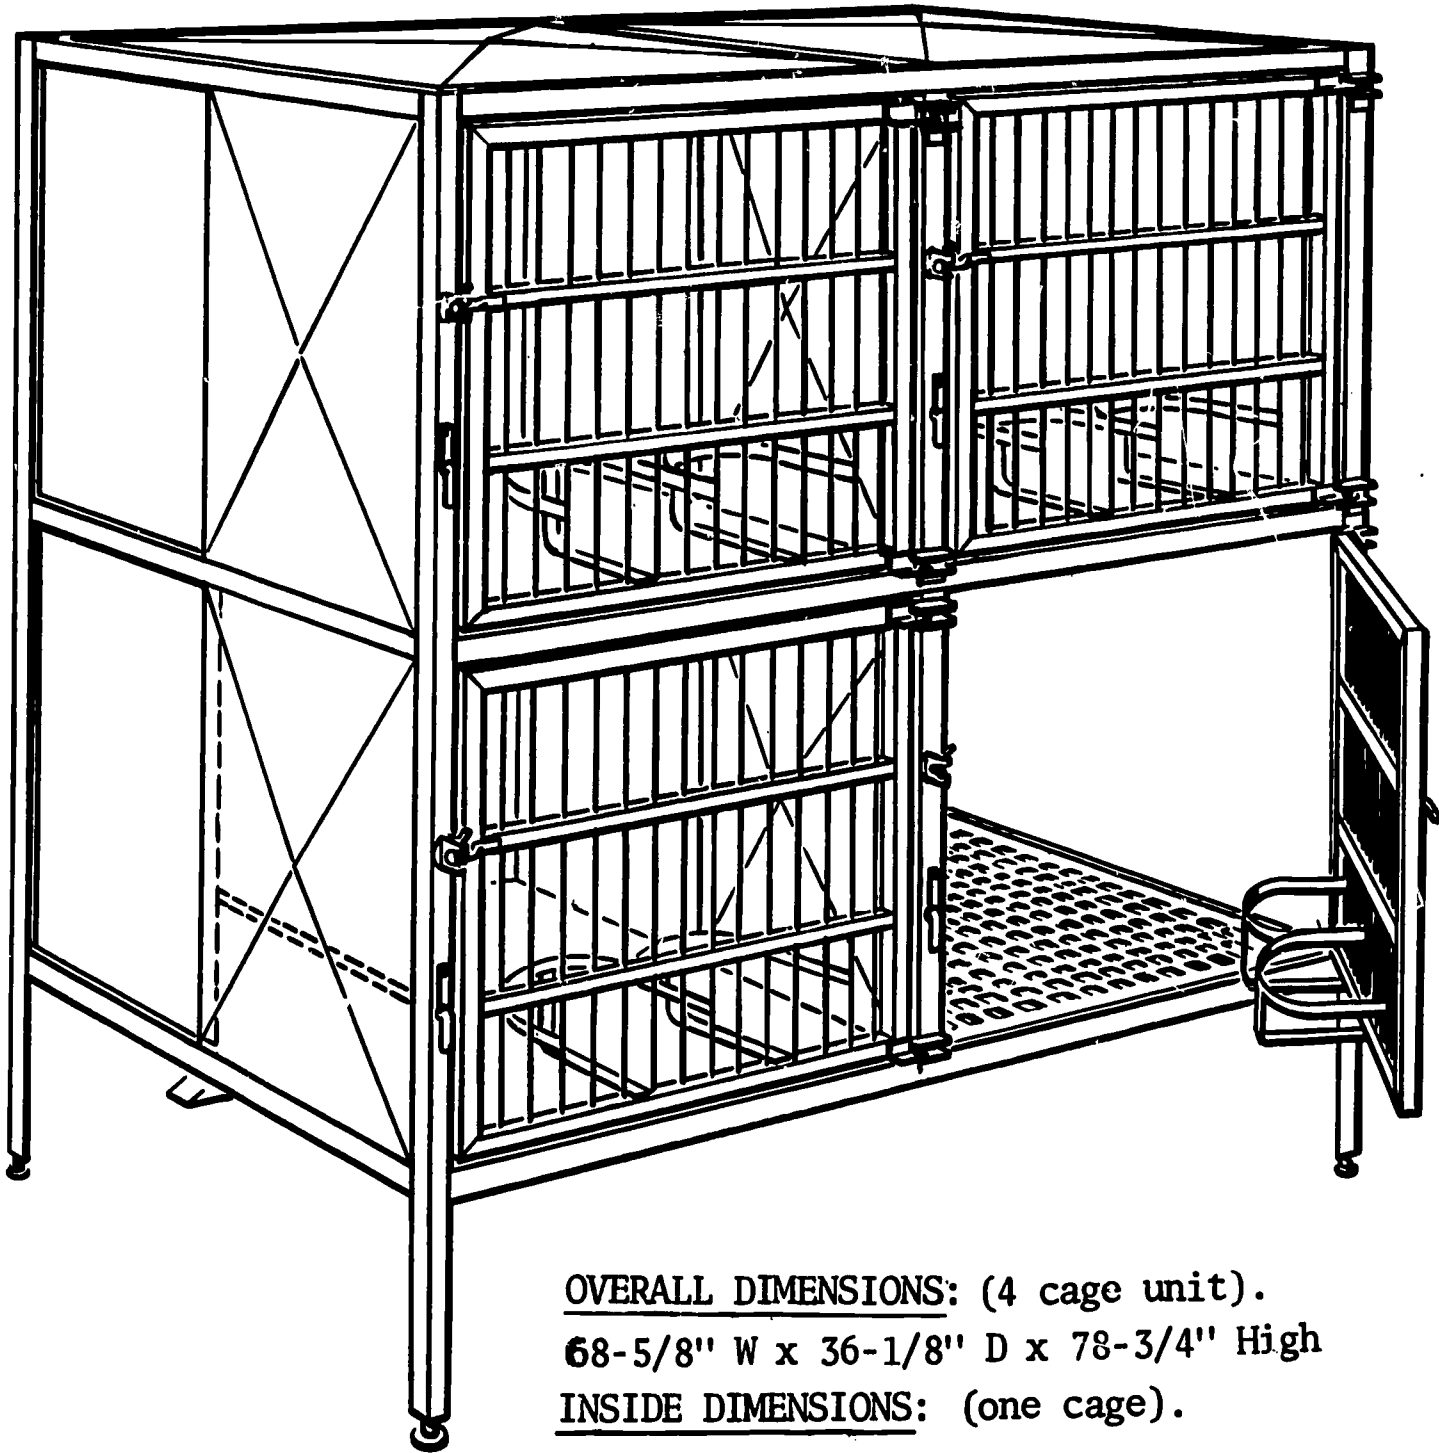 OVERALL DIMENSIONS: (4 cage unit).
68-5/8" W x 36-1/8" D x 78-3/4" High
INSIDE DIMENSIONS: (one cage).